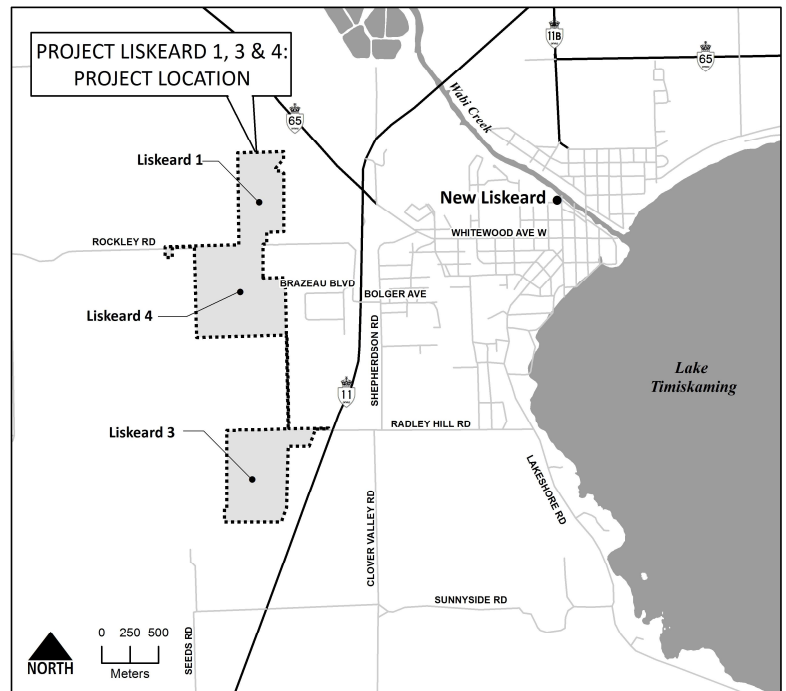 PROJECT LISKEARD 1, 3 & 4:
PROJECT LOCATION
11B
65
65
Wabi Creek
Liskeard 1
New Liskeard
WHITEWOOD AVE W
ROCKLEY RD
BRAZEAU BLVD
BOLGER AVE
Liskeard 4
SHEPHERDSON RD
Lake
Timiskaming
11
Liskeard 3
RADLEY HILL RD
LAKESHORE RD
CLOVER VALLEY RD
SUNNYSIDE RD
SEEDS RD
NORTH
0 250 500
Meters